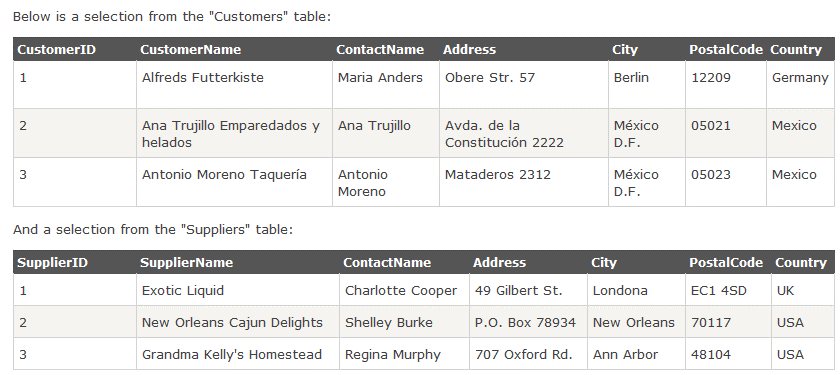 Below is a selection from the "Customers" table:
CustomerID CustomerName ContactName Address City PostalCode Country
1 Alfreds Futterkiste Maria Anders Obere Str. 57 Berlin 12209 Germany
2 Ana Trujillo Emparedados y Ana Trujillo Avda. de la México 05021 Mexico
helados Constitución 2222 D.F.
3 Antonio Moreno Taquería Antonio Mataderos 2312 México 05023 Mexico
Moreno D.F.
And a selection from the "Suppliers" table:
SupplierID SupplierName ContactName Address City PostalCode Country
1 Exotic Liquid Charlotte Cooper 49 Gilbert St. Londona EC1 4SD UK
2 New Orleans Cajun Delights Shelley Burke P.O. Box 78934 New Orleans 70117 USA
3 Grandma Kelly's Homestead Regina Murphy 707 Oxford Rd. Ann Arbor 48104 USA